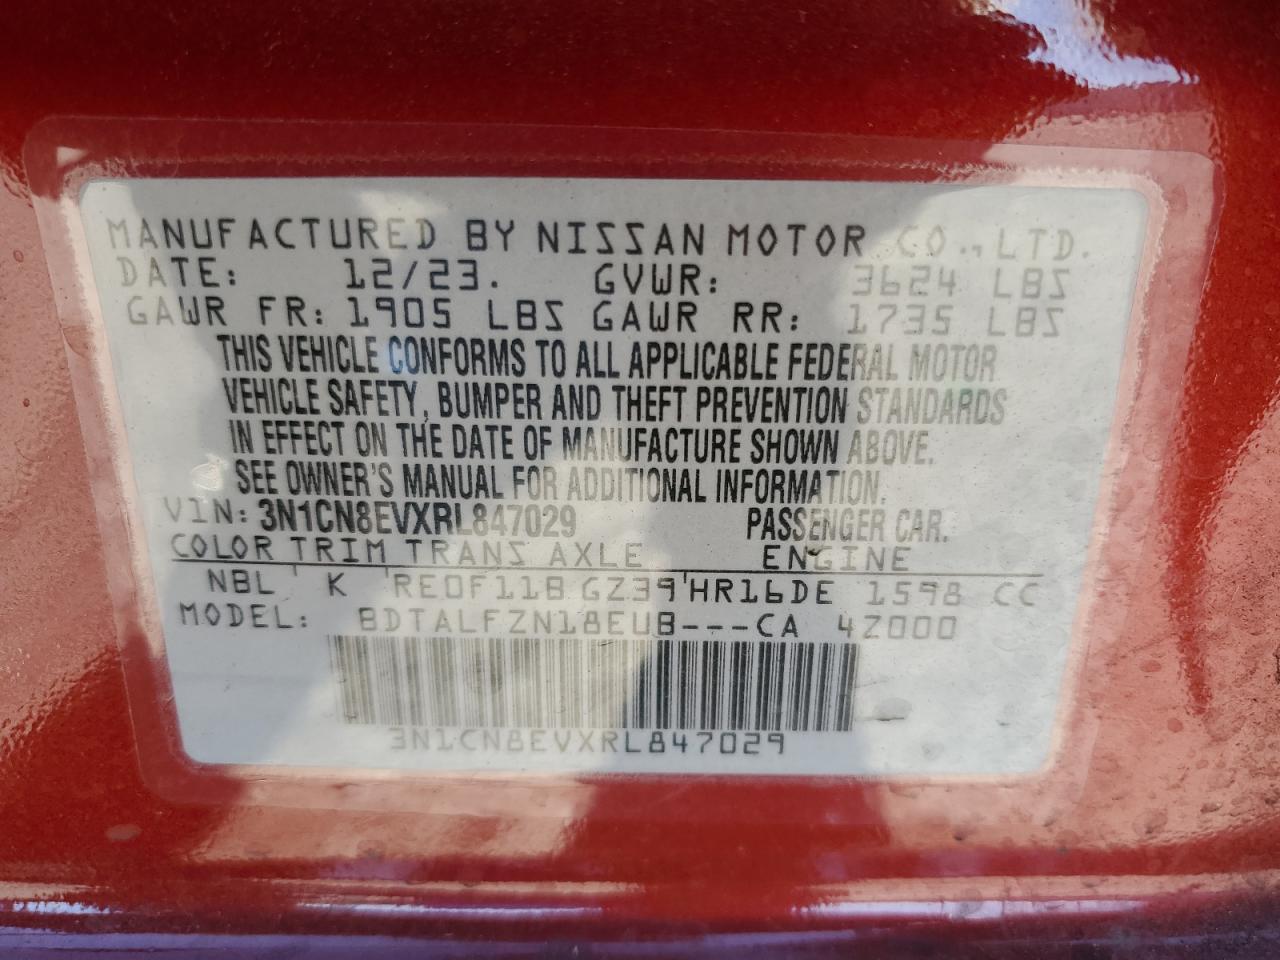 MANUFACTURED BY NISSAN MOTOR CO., LTD.
DATE: 12/23. GVWR: 3624 LBS
GAWR FR: 1905 LBS GAWR RR: 1735 LBS
THIS VEHICLE CONFORMS TO ALL APPLICABLE FEDERAL MOTOR
VEHICLE SAFETY, BUMPER AND THEFT PREVENTION STANDARDS
IN EFFECT ON THE DATE OF MANUFACTURE SHOWN ABOVE.
SEE OWNER'S MANUAL FOR ADDITIONAL INFORMATION.
VIN: 3N1CN8EVXRL847029 PASSENGER CAR.
COLOR TRIM TRANS AXLE ENGINE
NBL K RE0F11B GZ39 HR16DE 1598 CC
MODEL: BDTALFZN18EUB---CA 4Z000
3N1CN8EVXRL847029